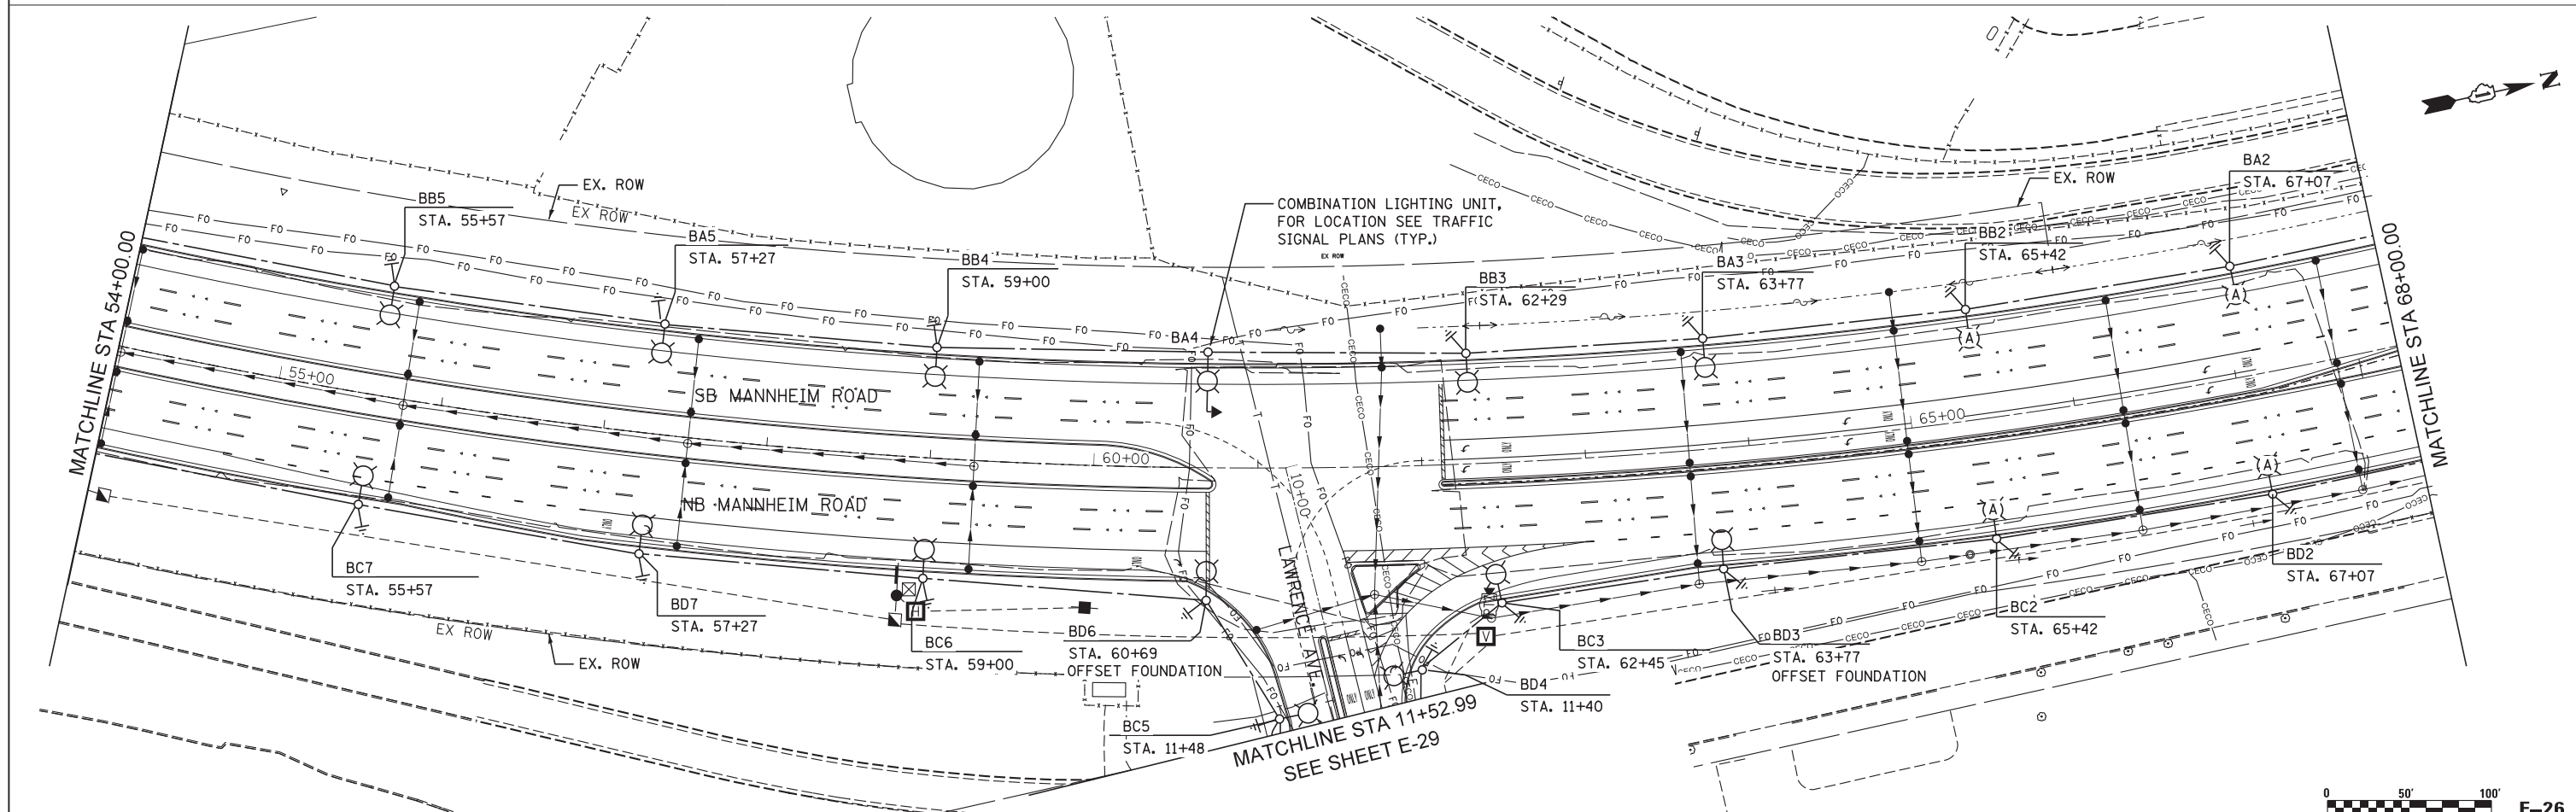 N
BA2
STA. 67+07
EX. ROW
BB5
STA. 55+57
EX. ROW
EX ROW
COMBINATION LIGHTING UNIT,
FOR LOCATION SEE TRAFFIC
SIGNAL PLANS (TYP.)
EX ROW
BA5
STA. 57+27
BB4
STA. 59+00
BB3
STA. 62+29
BA3
STA. 63+77
BB2
STA. 65+42
BA4
MATCHLINE STA 54+00.00
MATCHLINE STA 68+00.00
55+00
SB MANNHEIM ROAD
60+00
65+00
10+00
NB MANNHEIM ROAD
LAWRENCE AVE.
A
A
A
A
H
V
FO
CECO
ONLY
BC7
STA. 55+57
BD7
STA. 57+27
BC6
STA. 59+00
BD6
STA. 60+69
OFFSET FOUNDATION
BC5
STA. 11+48
BC3
STA. 62+45
BD4
STA. 11+40
BD3
STA. 63+77
OFFSET FOUNDATION
BC2
STA. 65+42
BD2
STA. 67+07
EX ROW
EX. ROW
MATCHLINE STA 11+52.99
SEE SHEET E-29
0 50' 100'
E-26